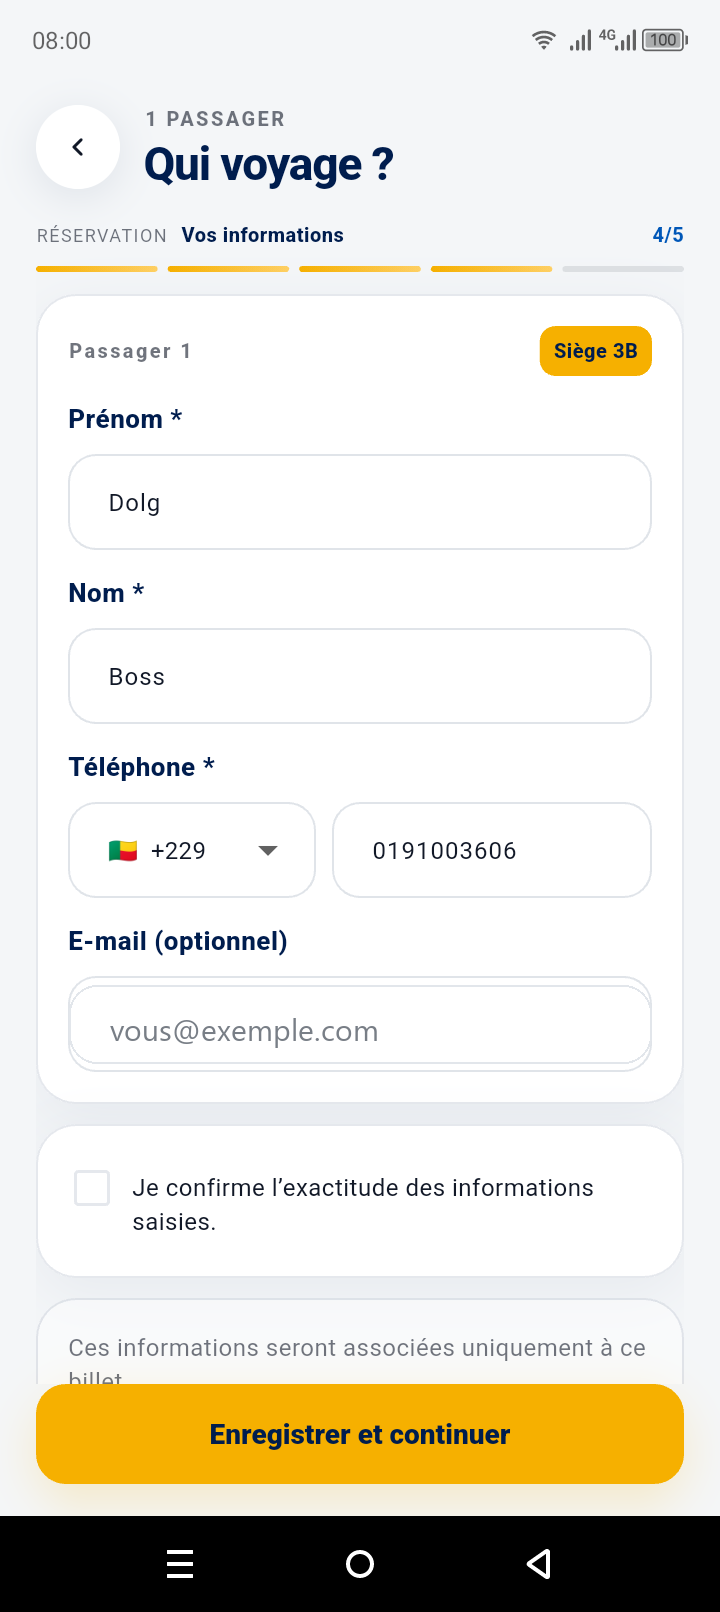 08:00
4G
100
1 PASSAGER
Qui voyage ?
RÉSERVATION Vos informations 4/5
Passager 1 Siège 3B
Prénom *
Dolg
Nom *
Boss
Téléphone *
+229 0191003606
E-mail (optionnel)
vous@exemple.com
Je confirme l’exactitude des informations
saisies.
Ces informations seront associées uniquement à ce
billet
Enregistrer et continuer